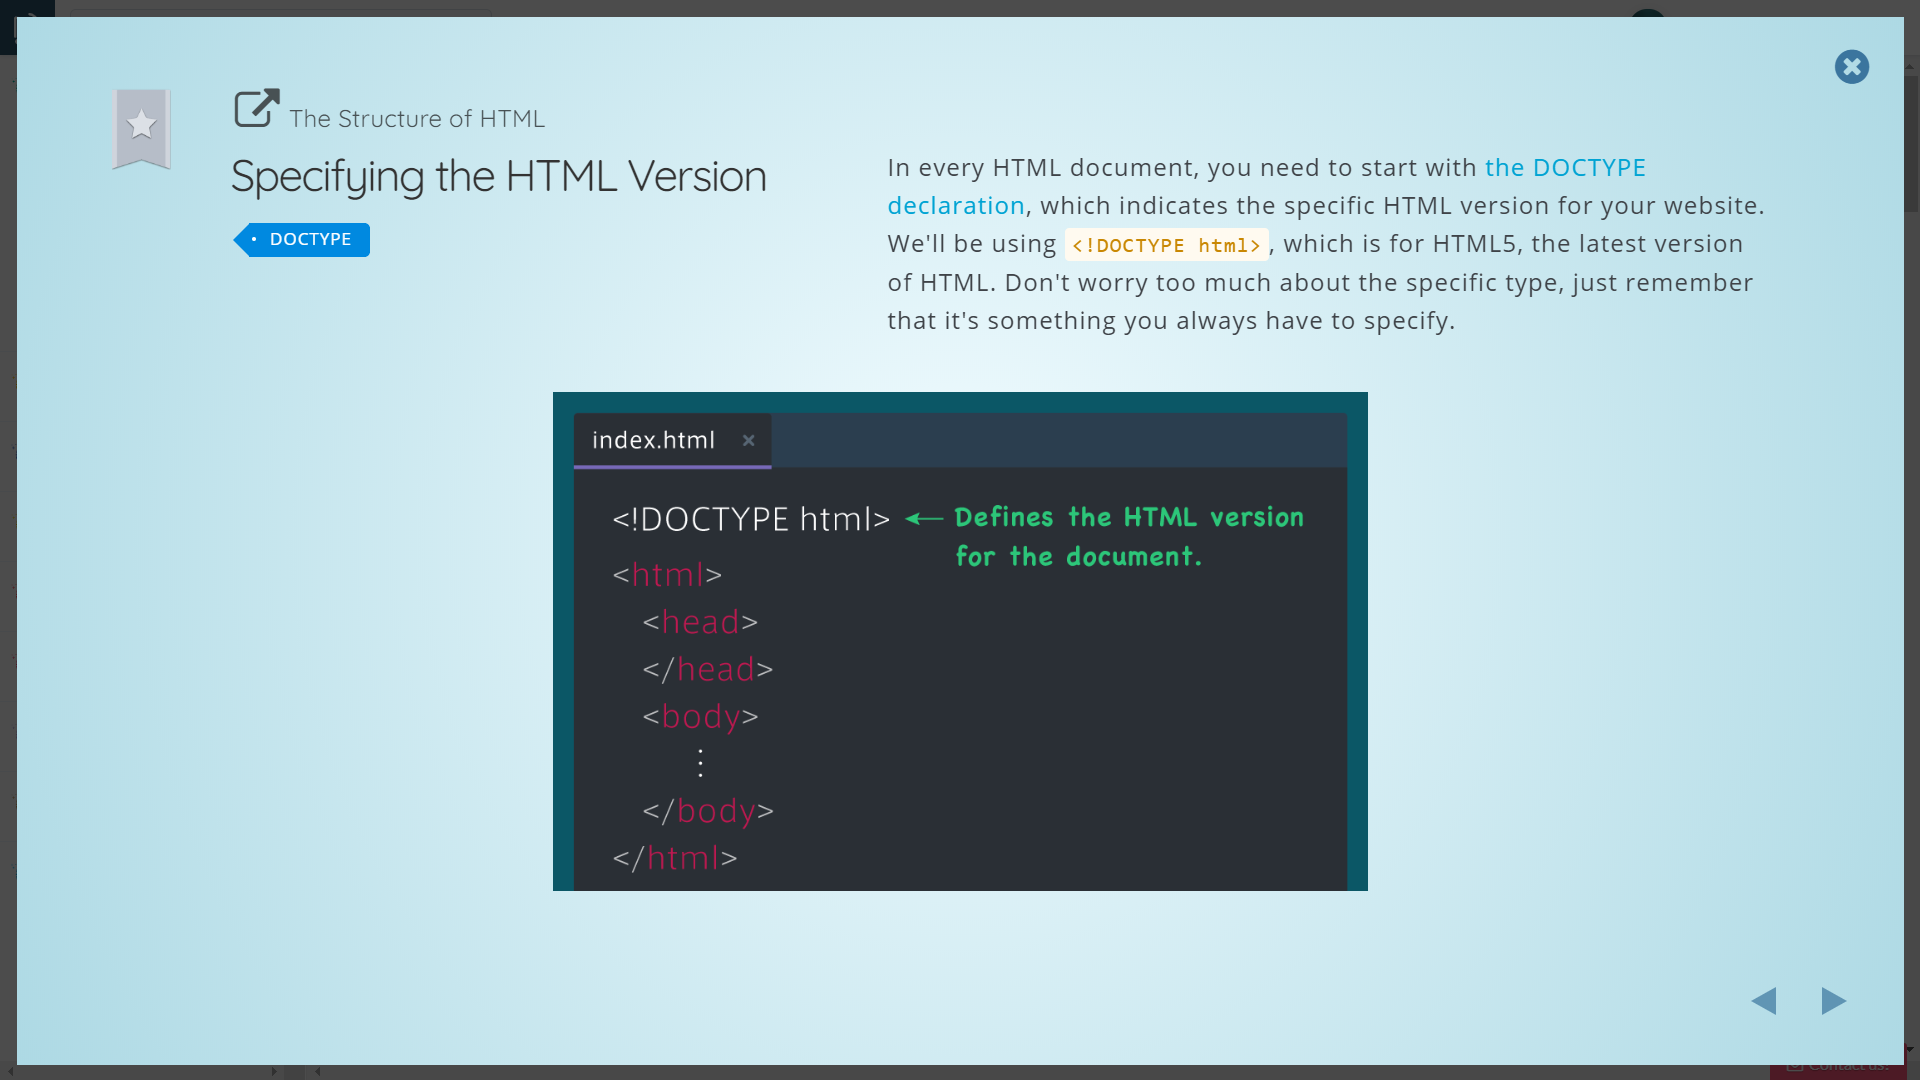 The Structure of HTML
Specifying the HTML Version
• DOCTYPE
In every HTML document, you need to start with the DOCTYPE
declaration, which indicates the specific HTML version for your website.
We'll be using <!DOCTYPE html>, which is for HTML5, the latest version
of HTML. Don't worry too much about the specific type, just remember
that it's something you always have to specify.
index.html ×
<!DOCTYPE html> ← Defines the HTML version
for the document.
<html>
<head>
</head>
<body>
⋮
</body>
</html>
Contact us!